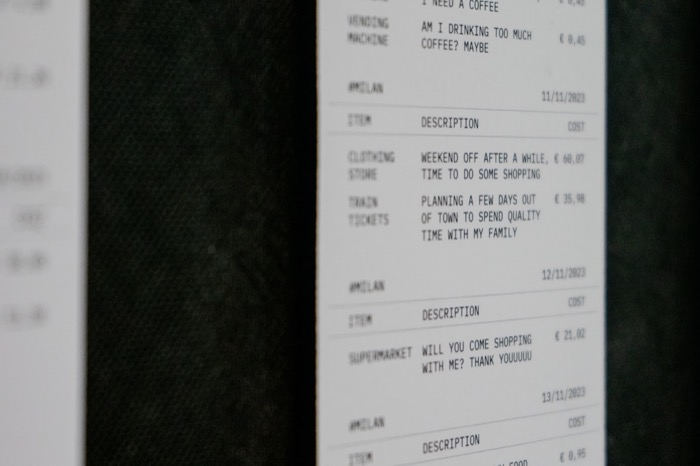 I NEED A COFFEE € 0,45
VENDING AM I DRINKING TOO MUCH € 0,45
MACHINE COFFEE? MAYBE
#MILAN 11/11/2023
ITEM DESCRIPTION COST
CLOTHING WEEKEND OFF AFTER A WHILE, € 60,07
STORE TIME TO DO SOME SHOPPING
TRAIN PLANNING A FEW DAYS OUT € 35,90
TICKETS OF TOWN TO SPEND QUALITY
TIME WITH MY FAMILY
#MILAN 12/11/2023
ITEM DESCRIPTION COST
SUPERMARKET WILL YOU COME SHOPPING € 21,02
WITH ME? THANK YOUUUUU
#MILAN 13/11/2023
ITEM DESCRIPTION COST
FOOD € 0,95